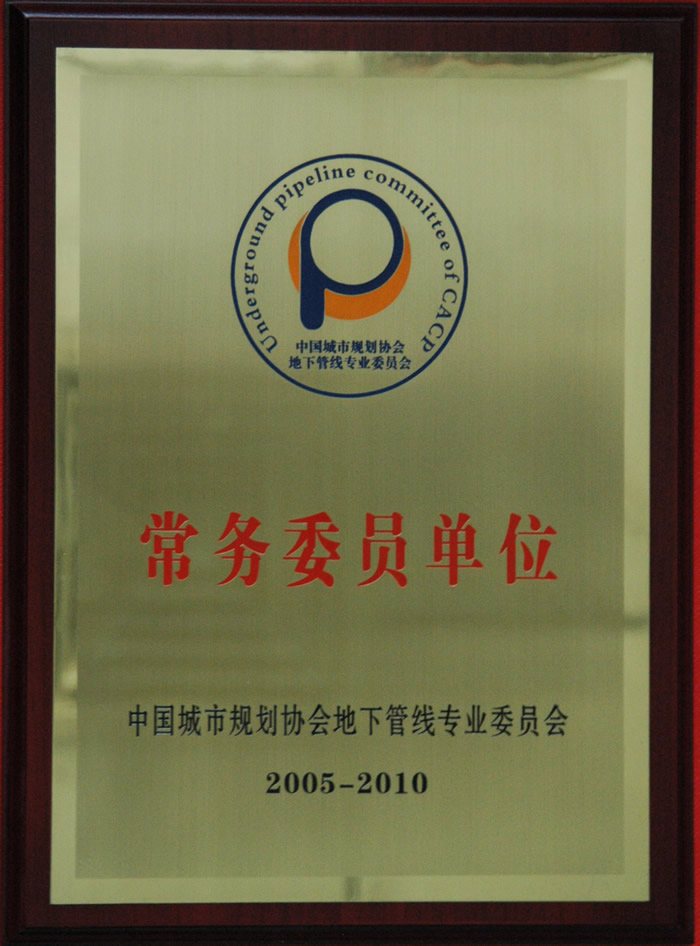 Underground pipeline committee of CACP
中国城市规划协会
地下管线专业委员会
常务委员单位
中国城市规划协会地下管线专业委员会
2005-2010